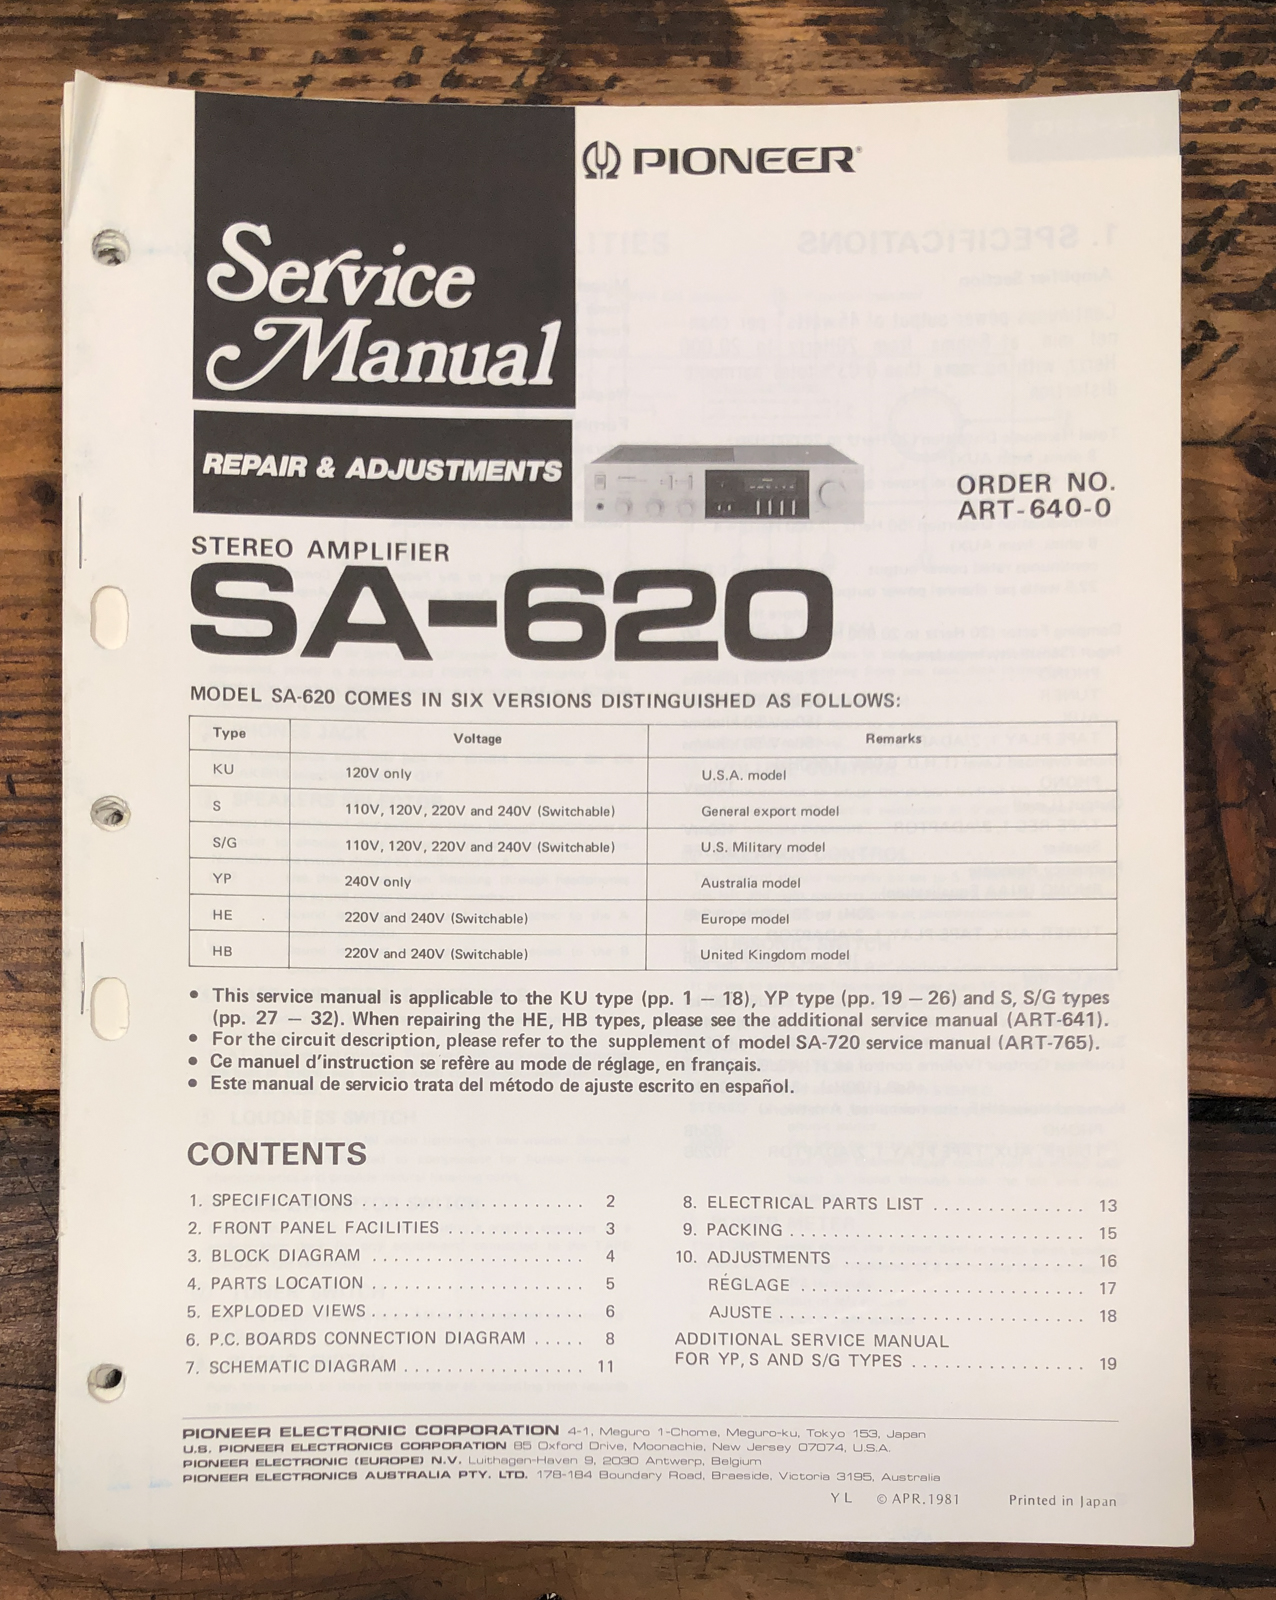 PIONEER®
Service
Manual
REPAIR & ADJUSTMENTS
ORDER NO.
ART-640-0
STEREO AMPLIFIER
SA-620
MODEL SA-620 COMES IN SIX VERSIONS DISTINGUISHED AS FOLLOWS:
Type Voltage Remarks
KU 120V only U.S.A. model
S 110V, 120V, 220V and 240V (Switchable) General export model
S/G 110V, 120V, 220V and 240V (Switchable) U.S. Military model
YP 240V only Australia model
HE 220V and 240V (Switchable) Europe model
HB 220V and 240V (Switchable) United Kingdom model
• This service manual is applicable to the KU type (pp. 1 – 18), YP type (pp. 19 – 26) and S, S/G types
(pp. 27 – 32). When repairing the HE, HB types, please see the additional service manual (ART-641).
• For the circuit description, please refer to the supplement of model SA-720 service manual (ART-765).
• Ce manuel d'instruction se refère au mode de réglage, en français.
• Este manual de servicio trata del método de ajuste escrito en español.
CONTENTS
1. SPECIFICATIONS . . . . . . . . . . . . . . . . . . . . . 2
2. FRONT PANEL FACILITIES . . . . . . . . . . . . . 3
3. BLOCK DIAGRAM . . . . . . . . . . . . . . . . . . . . 4
4. PARTS LOCATION . . . . . . . . . . . . . . . . . . . . 5
5. EXPLODED VIEWS . . . . . . . . . . . . . . . . . . . . 6
6. P.C. BOARDS CONNECTION DIAGRAM . . . . . 8
7. SCHEMATIC DIAGRAM . . . . . . . . . . . . . . . . . 11
8. ELECTRICAL PARTS LIST . . . . . . . . . . . . . . 13
9. PACKING . . . . . . . . . . . . . . . . . . . . . . . . . . . 15
10. ADJUSTMENTS . . . . . . . . . . . . . . . . . . . . . . 16
RÉGLAGE . . . . . . . . . . . . . . . . . . . . . . . . . . 17
AJUSTE . . . . . . . . . . . . . . . . . . . . . . . . . . . . 18
ADDITIONAL SERVICE MANUAL
FOR YP, S AND S/G TYPES . . . . . . . . . . . . . . . . 19
PIONEER ELECTRONIC CORPORATION 4-1, Meguro 1-Chome, Meguro-ku, Tokyo 153, Japan
U.S. PIONEER ELECTRONICS CORPORATION 85 Oxford Drive, Moonachie, New Jersey 07074, U.S.A.
PIONEER ELECTRONIC (EUROPE) N.V. Luithagen-Haven 9, 2030 Antwerp, Belgium
PIONEER ELECTRONICS AUSTRALIA PTY. LTD. 178-184 Boundary Road, Braeside, Victoria 3195, Australia
YL © APR. 1981 Printed in Japan